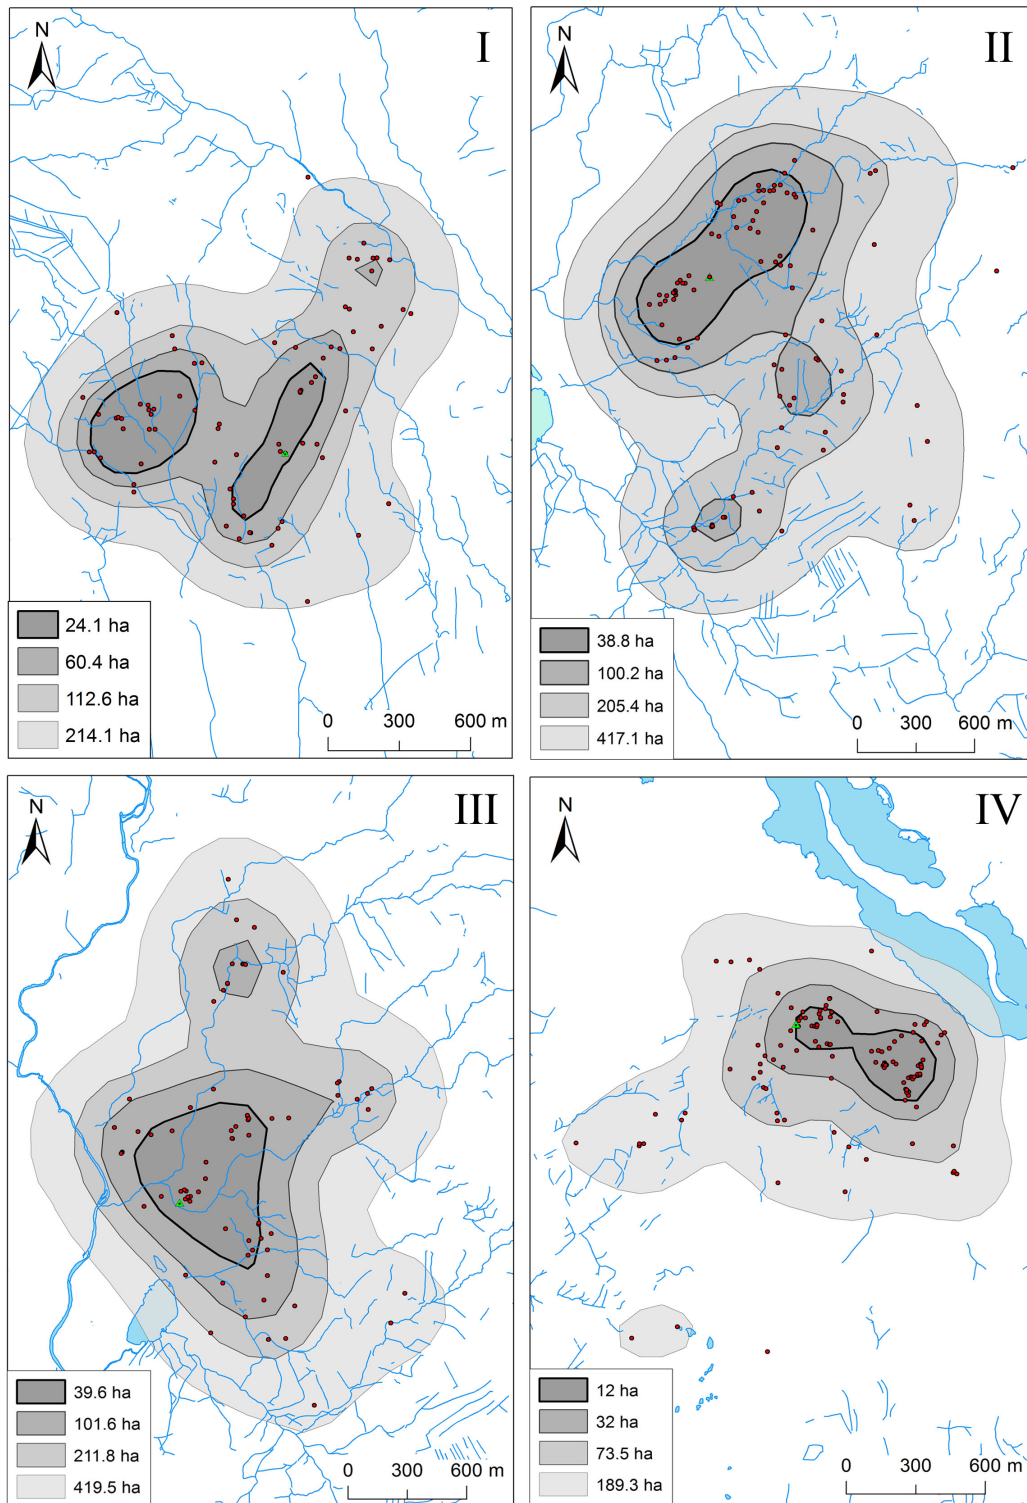 N
I
24.1 ha
60.4 ha
112.6 ha
214.1 ha
0 300 600 m
N
II
38.8 ha
100.2 ha
205.4 ha
417.1 ha
0 300 600 m
N
III
39.6 ha
101.6 ha
211.8 ha
419.5 ha
0 300 600 m
N
IV
12 ha
32 ha
73.5 ha
189.3 ha
0 300 600 m